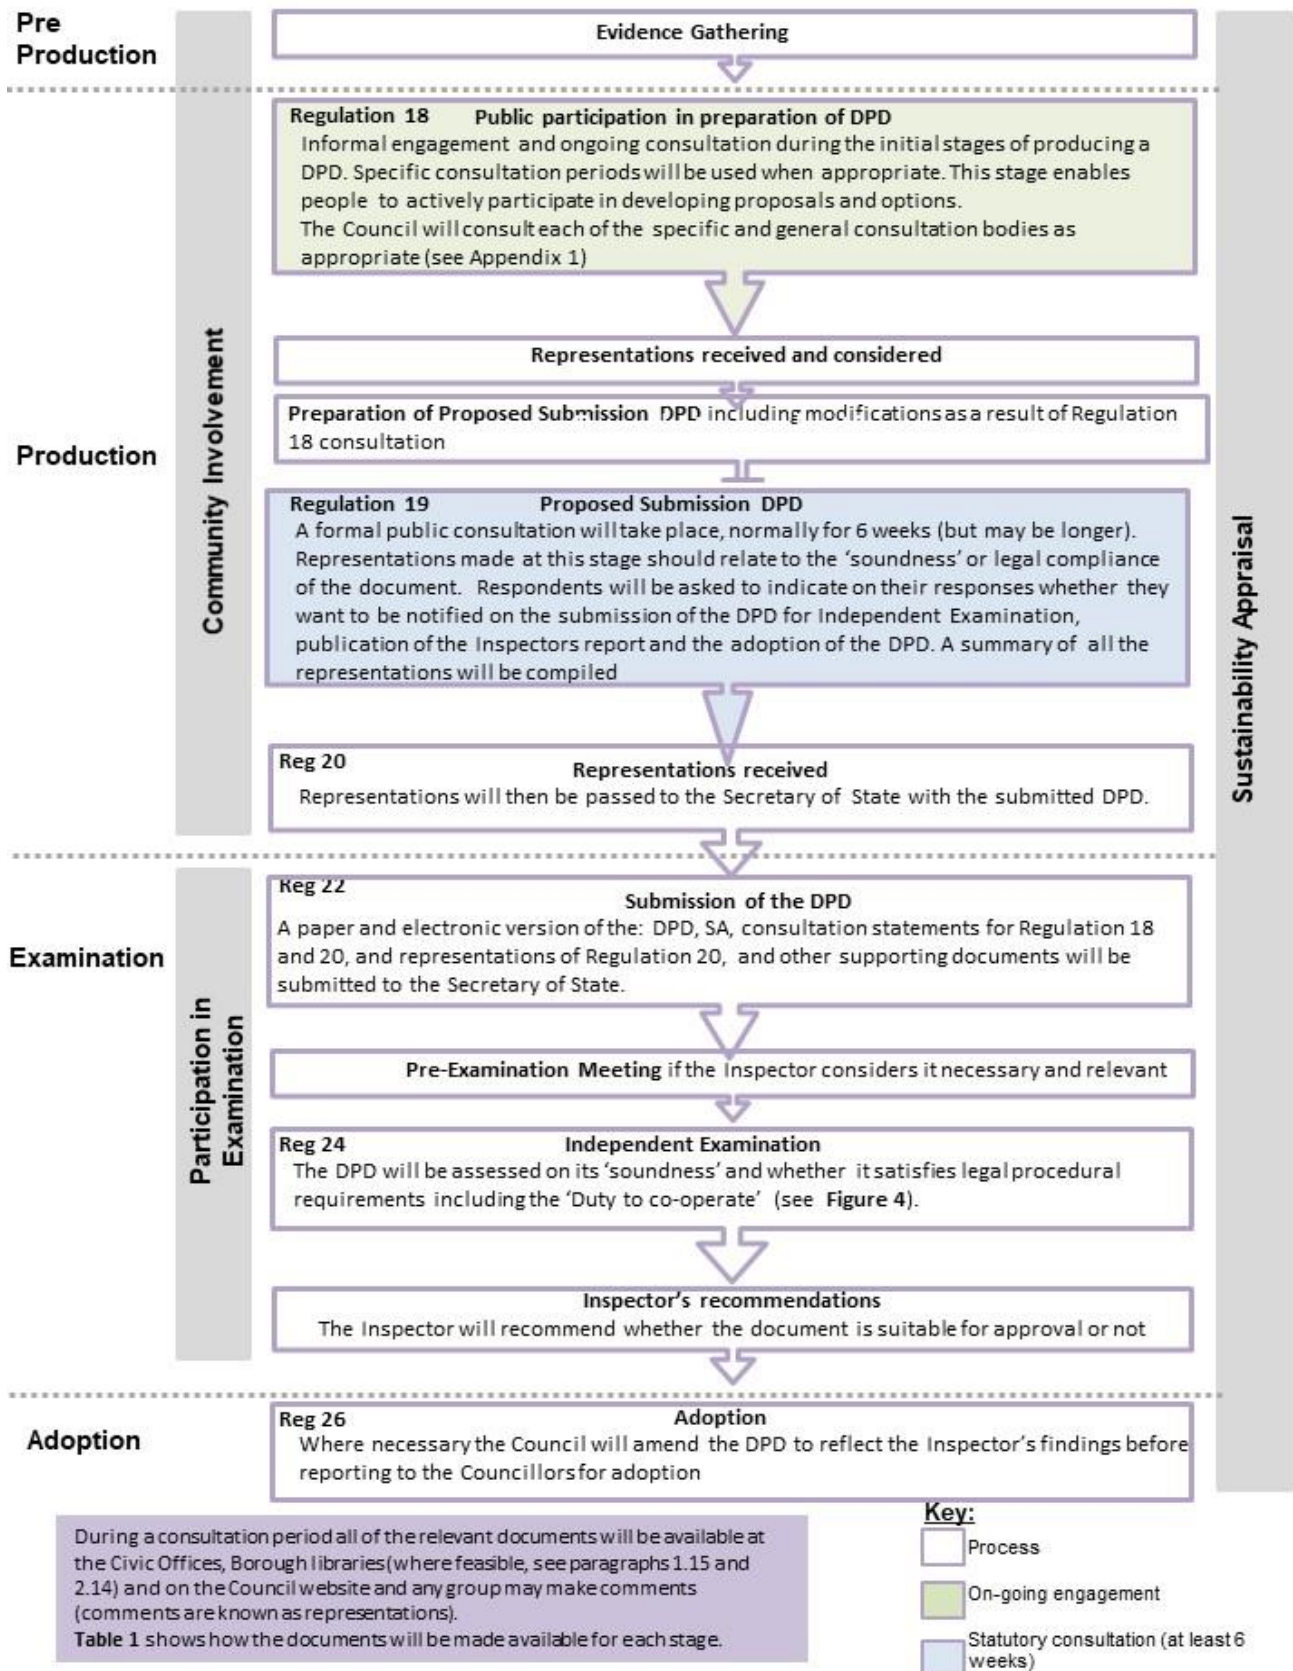 Pre
Production
Evidence Gathering
Regulation 18 Public participation in preparation of DPD
Informal engagement and ongoing consultation during the initial stages of producing a
DPD. Specific consultation periods will be used when appropriate. This stage enables
people to actively participate in developing proposals and options.
The Council will consult each of the specific and general consultation bodies as
appropriate (see Appendix 1)
Community Involvement
Representations received and considered
Preparation of Proposed Submission DPD including modifications as a result of Regulation
18 consultation
Production
Regulation 19 Proposed Submission DPD
A formal public consultation will take place, normally for 6 weeks (but may be longer).
Representations made at this stage should relate to the ‘soundness’ or legal compliance
of the document. Respondents will be asked to indicate on their responses whether they
want to be notified on the submission of the DPD for Independent Examination,
publication of the Inspectors report and the adoption of the DPD. A summary of all the
representations will be compiled
Sustainability Appraisal
Reg 20 Representations received
Representations will then be passed to the Secretary of State with the submitted DPD.
Reg 22
Submission of the DPD
A paper and electronic version of the: DPD, SA, consultation statements for Regulation 18
and 20, and representations of Regulation 20, and other supporting documents will be
submitted to the Secretary of State.
Examination
Participation in
Examination
Pre-Examination Meeting if the Inspector considers it necessary and relevant
Reg 24 Independent Examination
The DPD will be assessed on its ‘soundness’ and whether it satisfies legal procedural
requirements including the ‘Duty to co-operate’ (see Figure 4).
Inspector’s recommendations
The Inspector will recommend whether the document is suitable for approval or not
Adoption
Reg 26 Adoption
Where necessary the Council will amend the DPD to reflect the Inspector’s findings before
reporting to the Councillors for adoption
During a consultation period all of the relevant documents will be available at
the Civic Offices, Borough libraries (where feasible, see paragraphs 1.15 and
2.14) and on the Council website and any group may make comments
(comments are known as representations).
Table 1 shows how the documents will be made available for each stage.
Key:
Process
On-going engagement
Statutory consultation (at least 6
weeks)